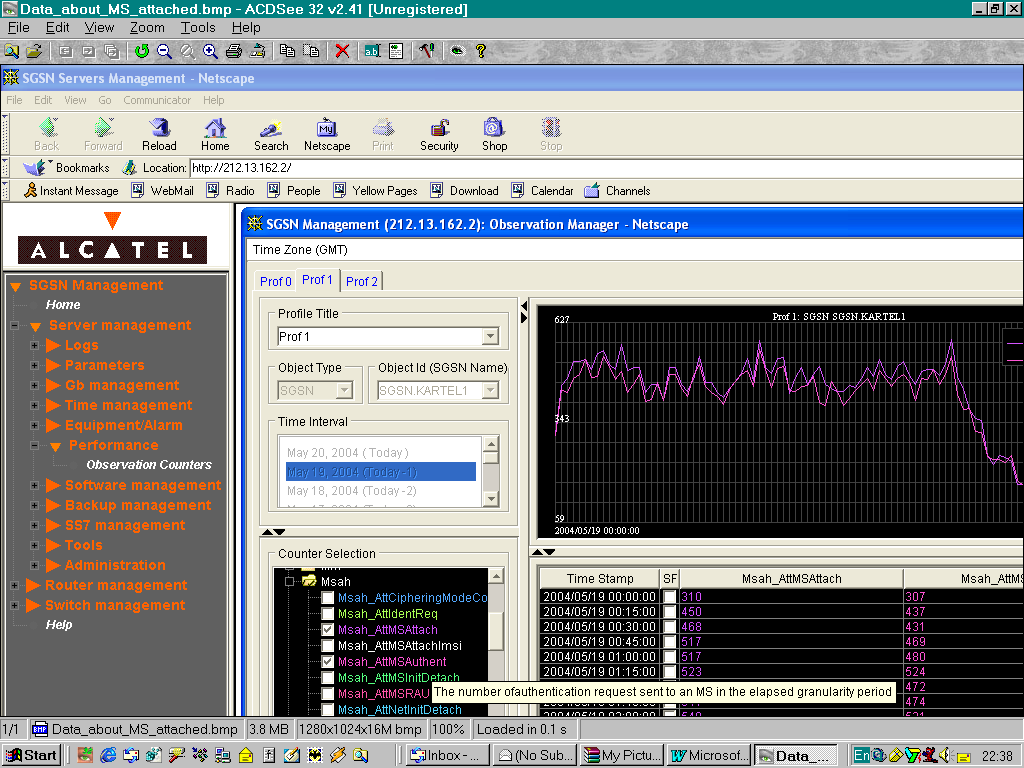 Data_about_MS_attached.bmp - ACDSee 32 v2.41 [Unregistered]
File Edit View Zoom Tools Help
SGSN Servers Management - Netscape
File Edit View Go Communicator Help
Back Forward Reload Home Search Netscape Print Security Shop Stop
Bookmarks Location: http://212.13.162.2/
Instant Message WebMail Radio People Yellow Pages Download Calendar Channels
ALCATEL
SGSN Management
Home
Server management
Logs
Parameters
Gb management
Time management
Equipment/Alarm
Performance
Observation Counters
Software management
Backup management
SS7 management
Tools
Administration
Router management
Switch management
Help
SGSN Management (212.13.162.2): Observation Manager - Netscape
Time Zone (GMT)
Prof 0 Prof 1 Prof 2
Profile Title
Prof 1
Object Type Object Id (SGSN Name)
SGSN SGSN.KARTEL1
Time Interval
May 20, 2004 ( Today )
May 19, 2004 (Today -1)
May 18, 2004 (Today -2)
Counter Selection
Msah
Msah_AttCipheringModeCo
Msah_AttIdentReq
Msah_AttMSAttach
Msah_AttMSAttachImsi
Msah_AttMSAuthent
Msah_AttMSInitDetach
Msah_AttMSRAU
Msah_AttNetInitDetach
The number ofauthentication request sent to an MS in the elapsed granularity period
627 Prof 1: SGSN SGSN.KARTEL1
343
59
2004/05/19 00:00:00
Time Stamp SF Msah_AttMSAttach Msah_AttMS
2004/05/19 00:00:00 310 307
2004/05/19 00:15:00 450 437
2004/05/19 00:30:00 468 431
2004/05/19 00:45:00 517 469
2004/05/19 01:00:00 517 480
2004/05/19 01:15:00 523 524
472
474
1/1 Data_about_MS_attached.bmp 3.8 MB 1280x1024x16M bmp 100% Loaded in 0.1 s
Start Inbox - ... (No Sub... My Pictu... Microsof... Data_... En 22:38